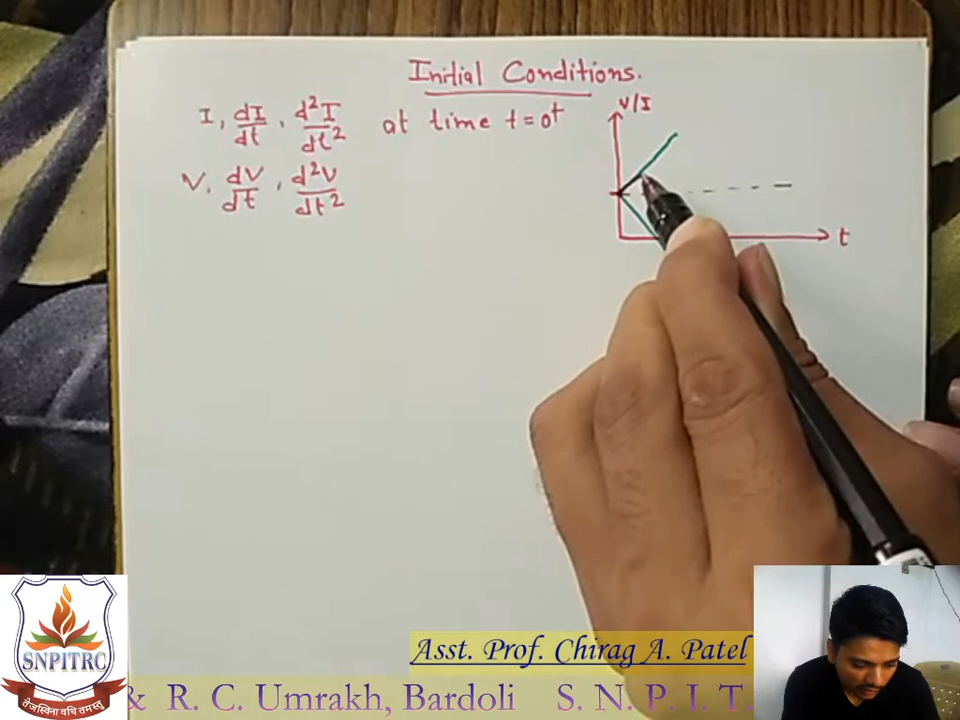 Initial Conditions.
I, dI/dt, d²I/dt² at time t=0⁺
V, dV/dt, d²V/dt²
V/I
t
SNPITRC
Asst. Prof. Chirag A. Patel
& R. C. Umrakh, Bardoli S. N. P. I. T.